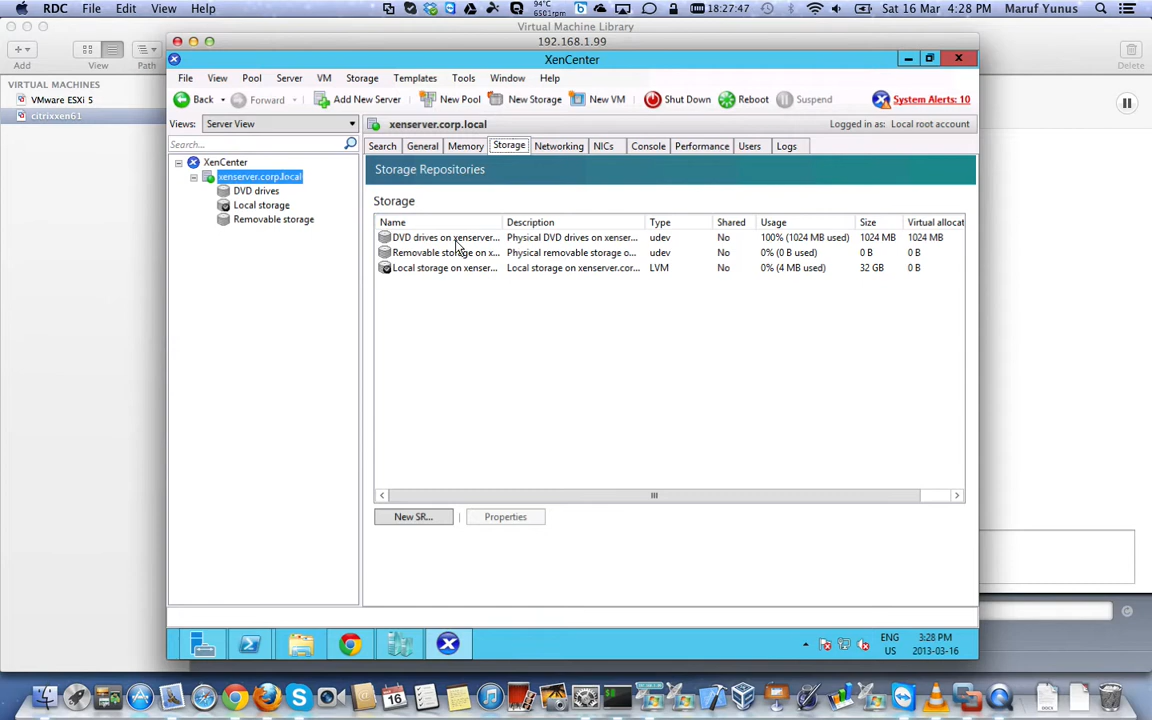 RDC File Edit View Window Help 94°C 6501rpm 18:27:47 Sat 16 Mar 4:28 PM Maruf Yunus
Virtual Machine Library
Add View Path Delete
VIRTUAL MACHINES
VMware ESXi 5
citrixxen61
192.168.1.99
XenCenter
File View Pool Server VM Storage Templates Tools Window Help
Back Forward Add New Server New Pool New Storage New VM Shut Down Reboot Suspend System Alerts: 10
Views: Server View
xenserver.corp.local Logged in as: Local root account
Search...
Search General Memory Storage Networking NICs Console Performance Users Logs
XenCenter
xenserver.corp.local
DVD drives
Local storage
Removable storage
Storage Repositories
Storage
Name Description Type Shared Usage Size Virtual allocat
DVD drives on xenserver... Physical DVD drives on xenser... udev No 100% (1024 MB used) 1024 MB 1024 MB
Removable storage on x... Physical removable storage o... udev No 0% (0 B used) 0 B 0 B
Local storage on xenser... Local storage on xenserver.cor... LVM No 0% (4 MB used) 32 GB 0 B
New SR... Properties
ENG
US
3:28 PM
2013-03-16